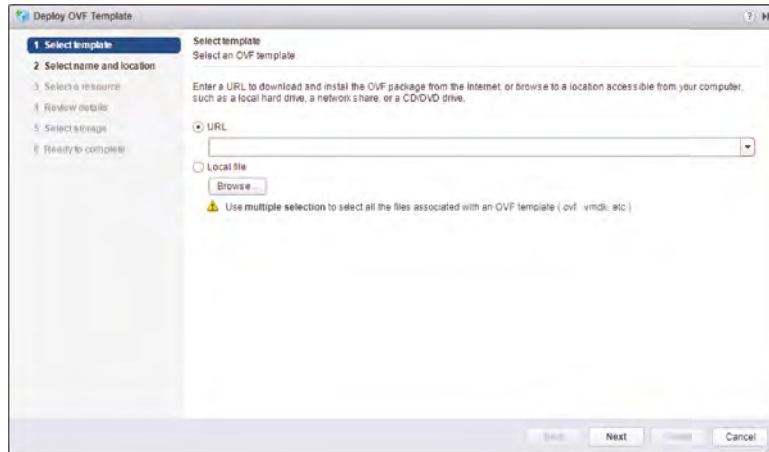 Deploy OVF Template
1 Select template
2 Select name and location
3 Select a resource
4 Review details
5 Select storage
6 Ready to complete
Select template
Select an OVF template.
Enter a URL to download and install the OVF package from the Internet, or browse to a location accessible from your computer,
such as a local hard drive, a network share, or a CD/DVD drive.
URL
Local file
Browse...
Use multiple selection to select all the files associated with an OVF template (.ovf, .vmdk, etc.)
Back
Next
Finish
Cancel